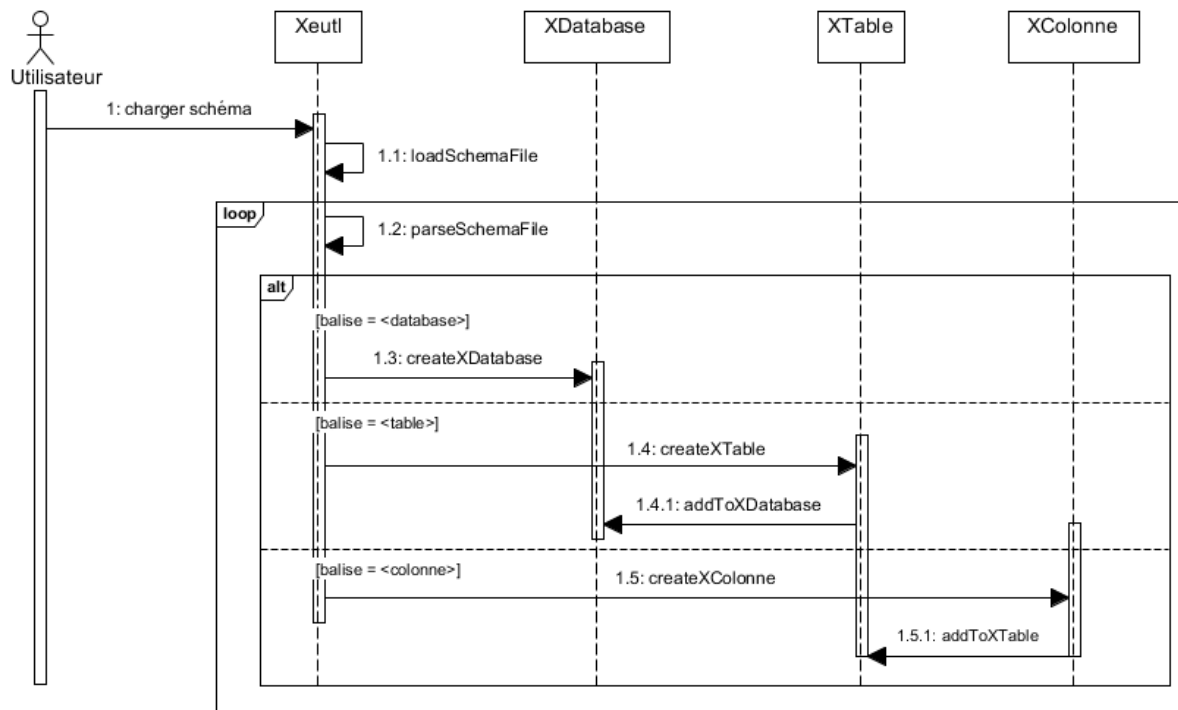 Xeutl
XDatabase
XTable
XColonne
Utilisateur
1: charger schéma
1.1: loadSchemaFile
loop
1.2: parseSchemaFile
alt
[balise = <database>]
1.3: createXDatabase
[balise = <table>]
1.4: createXTable
1.4.1: addToXDatabase
[balise = <colonne>]
1.5: createXColonne
1.5.1: addToXTable